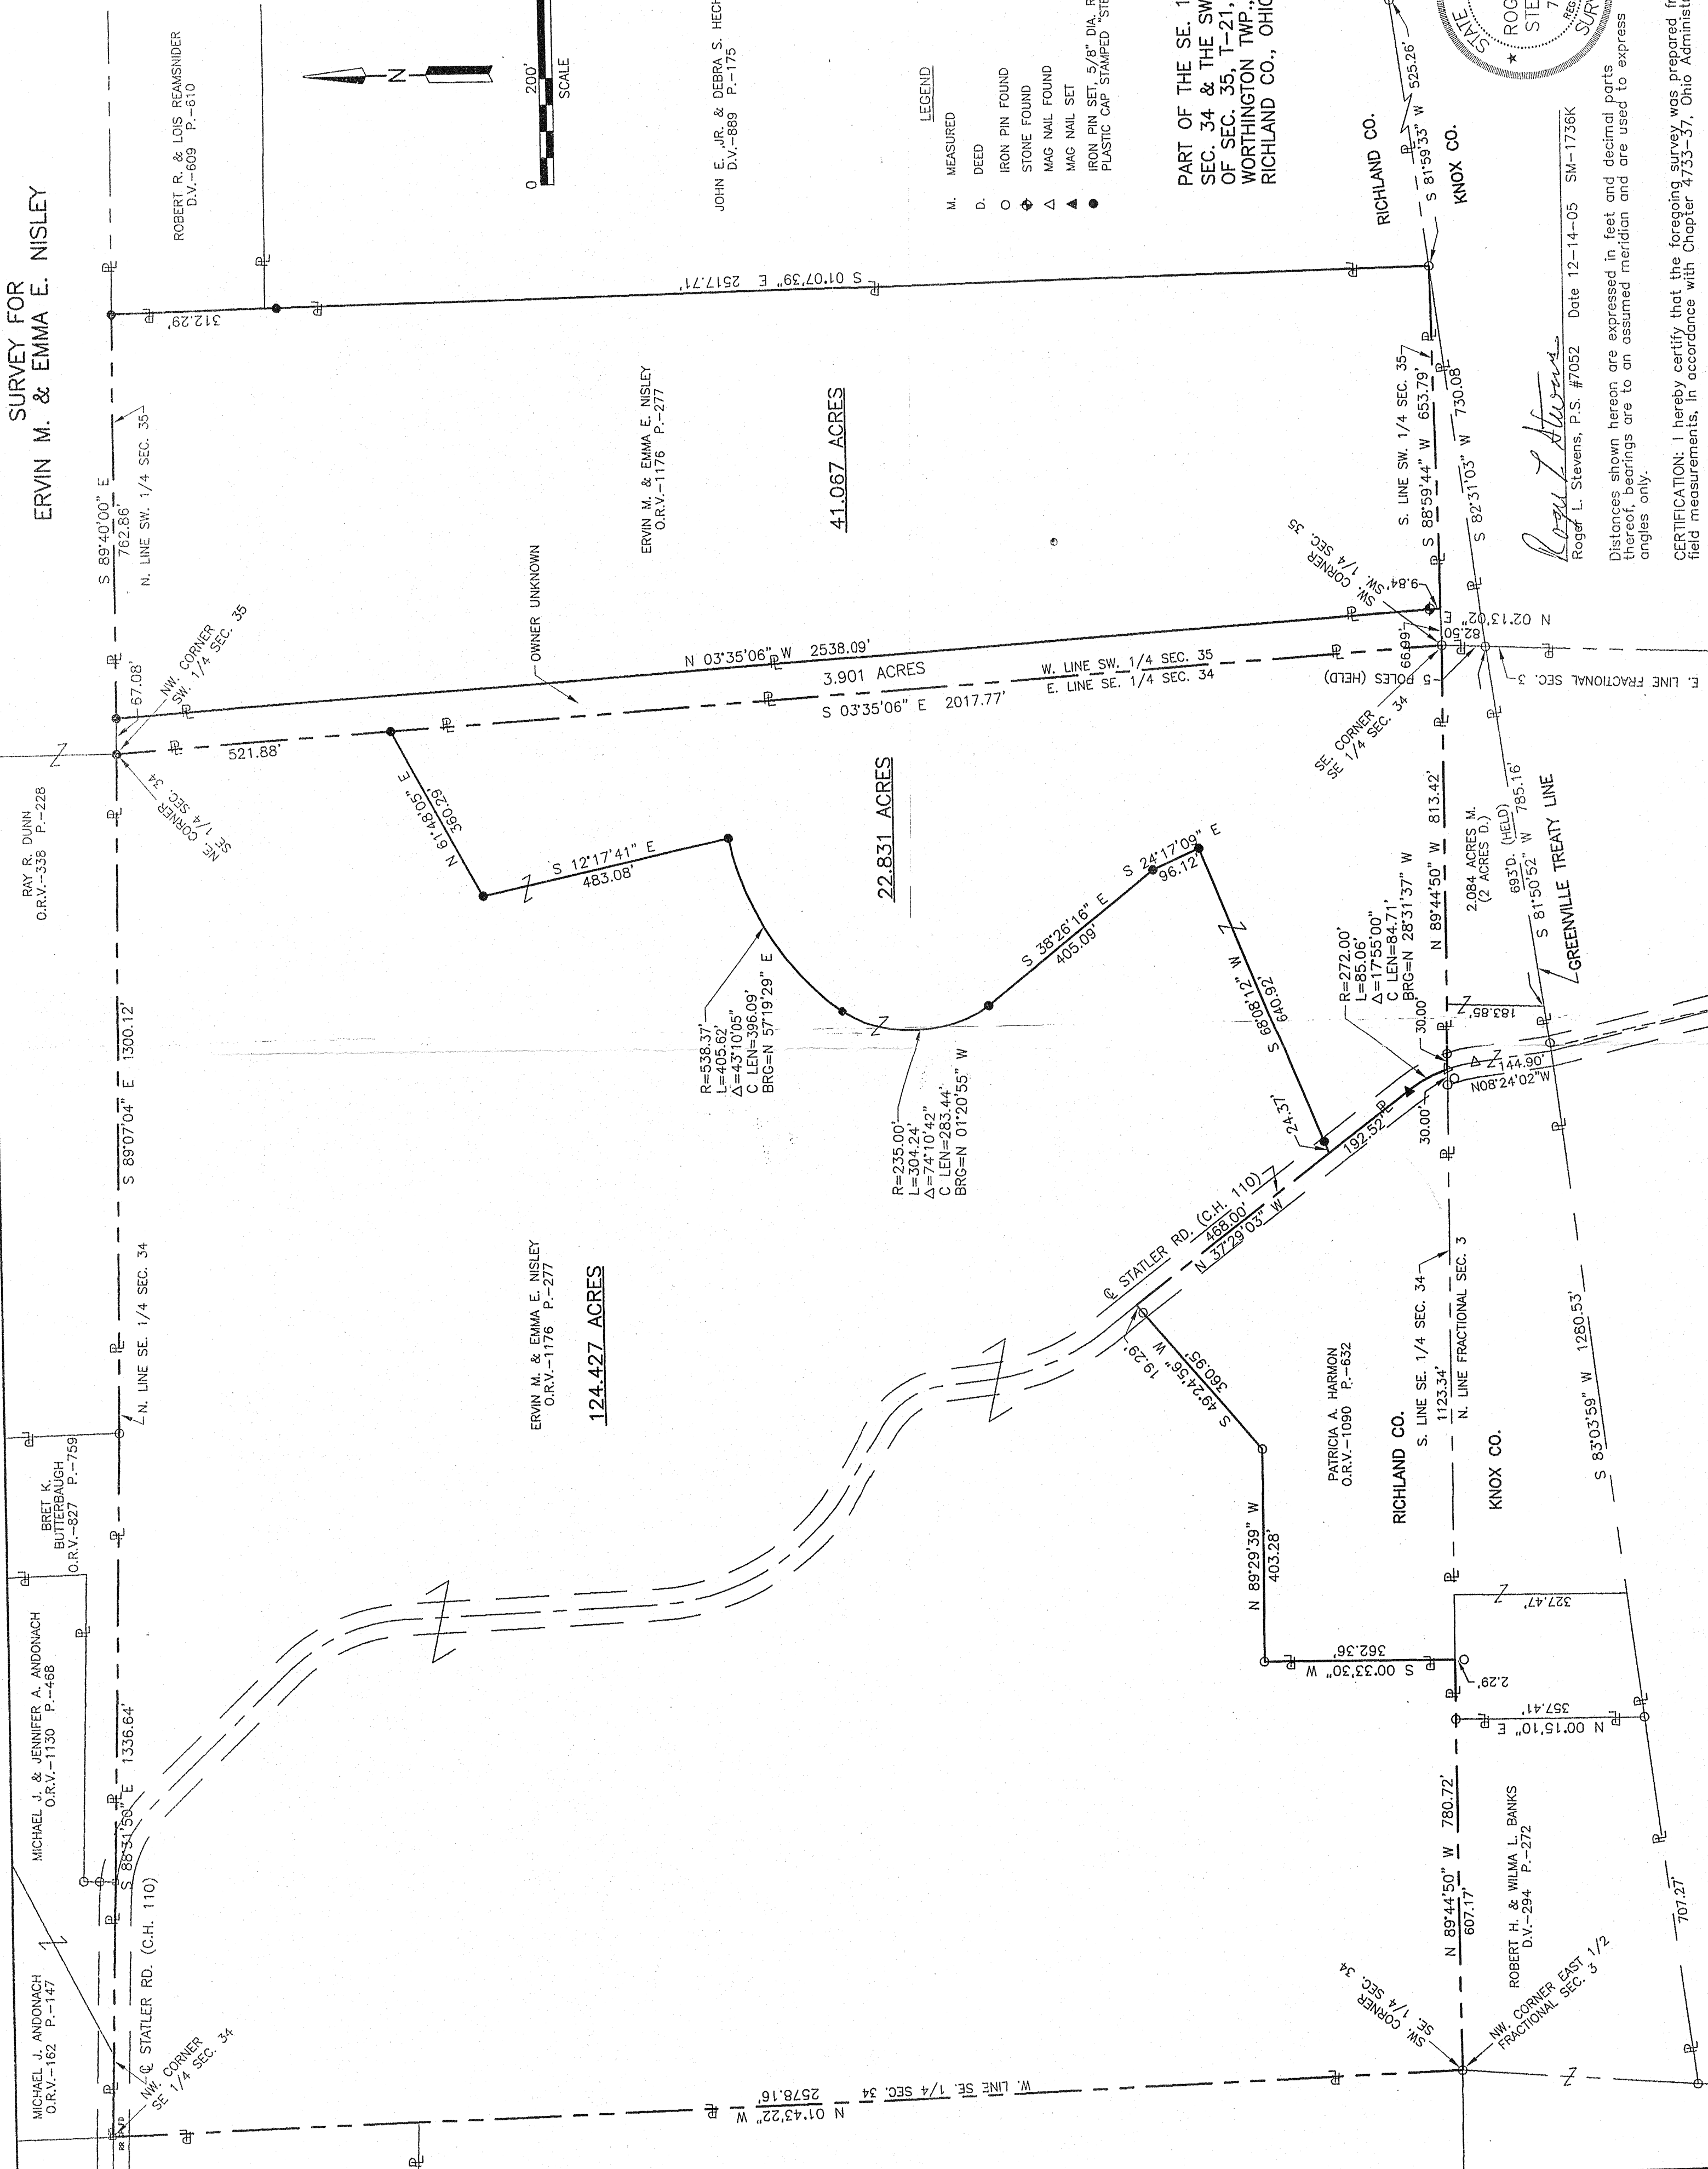 SURVEY FOR
ERVIN M. & EMMA E. NISLEY
ROBERT R. & LOIS REAMSNIDER
D.V.-609 P.-610
RAY R. DUNN
O.R.V.-338 P.-228
BRET K.
BUTTERBAUGH
O.R.V.-827 P.-759
MICHAEL J. & JENNIFER A. ANDONACH
O.R.V.-1130 P.-468
MICHAEL J. ANDONACH
O.R.V.-162 P.-147
NW. CORNER
SE 1/4 SEC. 34
℄ STATLER RD. (C.H. 110)
S 88°31'50" E 1336.64'
N. LINE SE. 1/4 SEC. 34
S 89°07'04" E 1300.12'
NE. CORNER
SE 1/4 SEC. 34
67.08'
NW. CORNER
SW. 1/4 SEC. 35
S 89°40'00" E
762.86'
N. LINE SW. 1/4 SEC. 35
312.29'
S 01°07'39" E 2517.71'
N
0
200'
SCALE
JOHN E. ,JR. & DEBRA S. HECH
D.V.-889 P.-175
LEGEND
M. MEASURED
D. DEED
IRON PIN FOUND
STONE FOUND
MAG NAIL FOUND
MAG NAIL SET
IRON PIN SET, 5/8" DIA. R
PLASTIC CAP STAMPED "STE
PART OF THE SE. 1
SEC. 34 & THE SW
OF SEC. 35, T-21,
WORTHINGTON TWP.,
RICHLAND CO., OHIO
ERVIN M. & EMMA E. NISLEY
O.R.V.-1176 P.-277
41.067 ACRES
OWNER UNKNOWN
N 03°35'06" W 2538.09'
3.901 ACRES
W. LINE SW. 1/4 SEC. 35
E. LINE SE. 1/4 SEC. 34
S 03°35'06" E 2017.77'
521.88'
N 61°48'05" E
360.29'
S 12°17'41" E
483.08'
22.831 ACRES
R=538.37'
L=405.62'
Δ=43°10'05"
C LEN=396.09'
BRG=N 57°19'29" E
R=235.00'
L=304.24'
Δ=74°10'42"
C LEN=283.44'
BRG=N 01°20'55" W
S 38°26'16" E
405.09'
S 24°17'09" E
96.12'
S 68°08'12" W
640.92'
24.37'
192.52'
R=272.00'
L=85.06'
Δ=17°55'00"
C LEN=84.71'
BRG=N 28°31'37" W
30.00'
30.00'
N 89°44'50" W 813.42'
183.85'
144.90'
N08°24'02"W
2.084 ACRES M.
(2 ACRES D.)
693'D. (HELD)
S 81°50'52" W 785.16'
GREENVILLE TREATY LINE
SE. CORNER
SE 1/4 SEC. 34
5 POLES (HELD)
66.99'
SW. CORNER
SW. 1/4 SEC. 35
9.84'
82.50'
N 02°13'02" E
E. LINE FRACTIONAL SEC. 3
S. LINE SW. 1/4 SEC. 35
S 88°59'44" W 653.79'
S 82°31'03" W 730.08'
RICHLAND CO.
KNOX CO.
S 81°59'33" W 525.26'
ERVIN M. & EMMA E. NISLEY
O.R.V.-1176 P.-277
124.427 ACRES
℄ STATLER RD. (C.H. 110)
468.00'
N 37°29'03" W
19.29'
S 49°24'56" W
360.95'
N 89°29'39" W
403.28'
S 00°33'30" W
362.36'
2.29'
PATRICIA A. HARMON
O.R.V.-1090 P.-632
RICHLAND CO.
S. LINE SE. 1/4 SEC. 34
1123.34'
N. LINE FRACTIONAL SEC. 3
KNOX CO.
S 83°03'59" W 1280.53'
327.47'
N 00°15'10" E
357.41'
N 89°44'50" W 780.72'
607.17'
ROBERT H. & WILMA L. BANKS
D.V.-294 P.-272
SW. CORNER
SE. 1/4 SEC. 34
NW. CORNER EAST 1/2
FRACTIONAL SEC. 3
707.27'
N 01°43'22" W 2578.16'
W. LINE SE. 1/4 SEC. 34
Roger L Stevens
Roger L. Stevens, P.S. #7052 Date 12-14-05 SM-1736K
Distances shown hereon are expressed in feet and decimal parts
thereof, bearings are to an assumed meridian and are used to express
angles only.
CERTIFICATION: I hereby certify that the foregoing survey was prepared fr
field measurements, in accordance with Chapter 4733-37, Ohio Administr
STATE
ROG
STE
7
REG
SURV